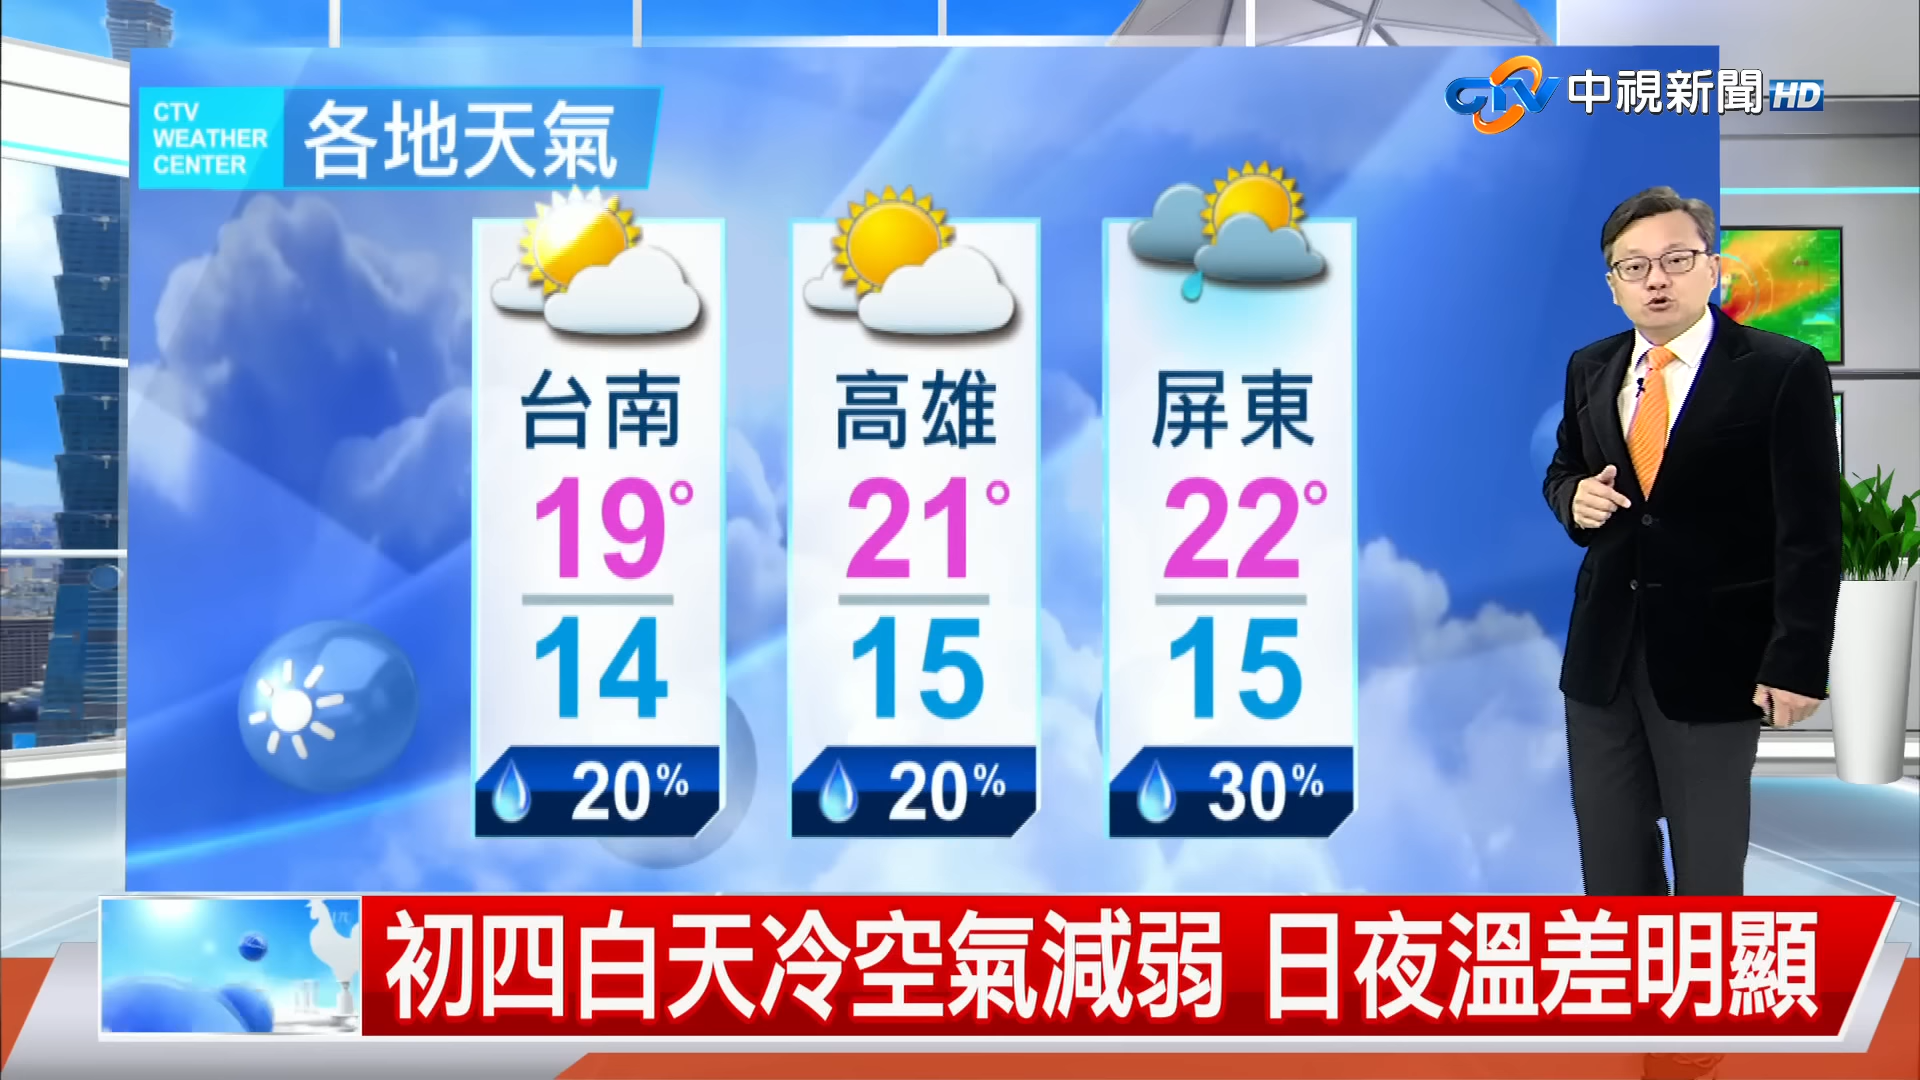 CTV
WEATHER
CENTER
各地天氣
CTV 中視新聞 HD
台南
19°
14
20%
高雄
21°
15
20%
屏東
22°
15
30%
初四白天冷空氣減弱 日夜溫差明顯